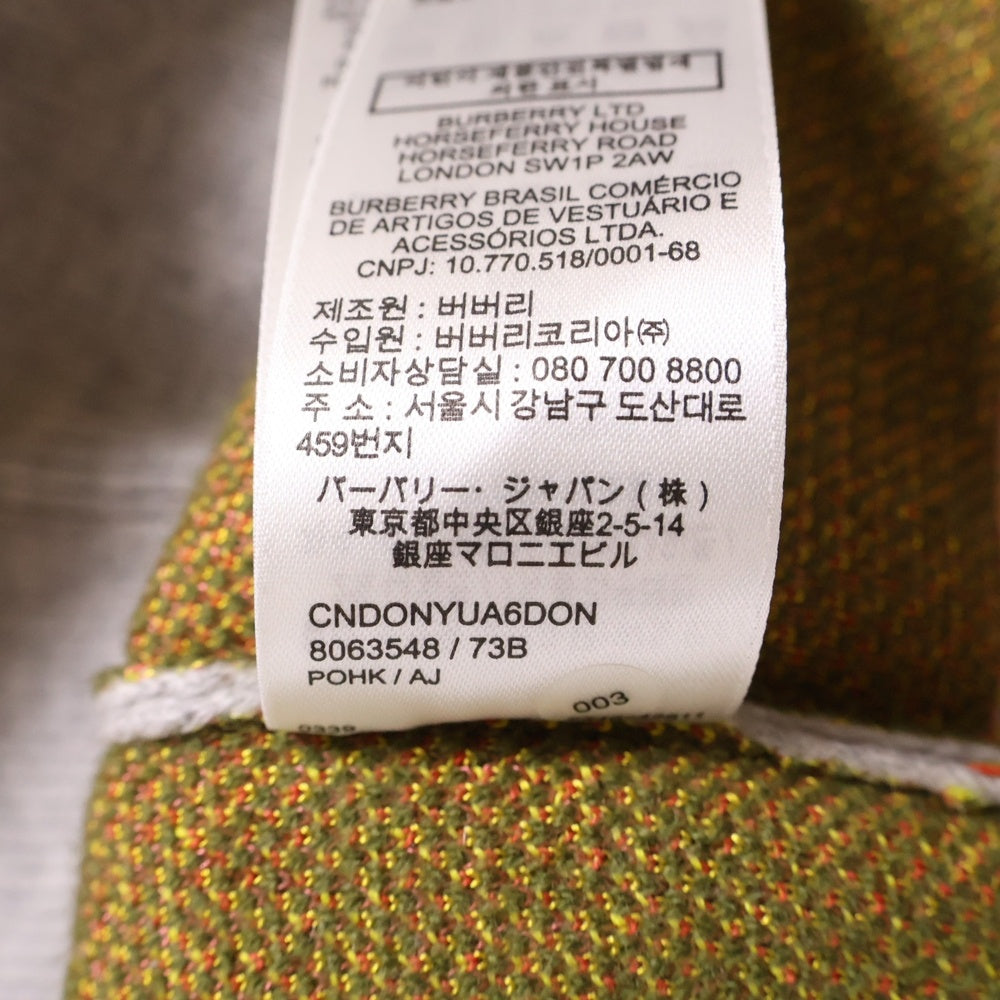 BURBERRY LTD
HORSEFERRY HOUSE
HORSEFERRY ROAD
LONDON SW1P 2AW
BURBERRY BRASIL COMÉRCIO
DE ARTIGOS DE VESTUÁRIO E
ACESSÓRIOS LTDA.
CNPJ: 10.770.518/0001-68
제조원 : 버버리
수입원 : 버버리코리아㈜
소비자상담실 : 080 700 8800
주 소 : 서울시 강남구 도산대로
459번지
バーバリー・ジャパン ( 株 )
東京都中央区銀座2-5-14
銀座マロニエビル
CNDONYUA6DON
8063548 / 73B
POHK / AJ
003
0339